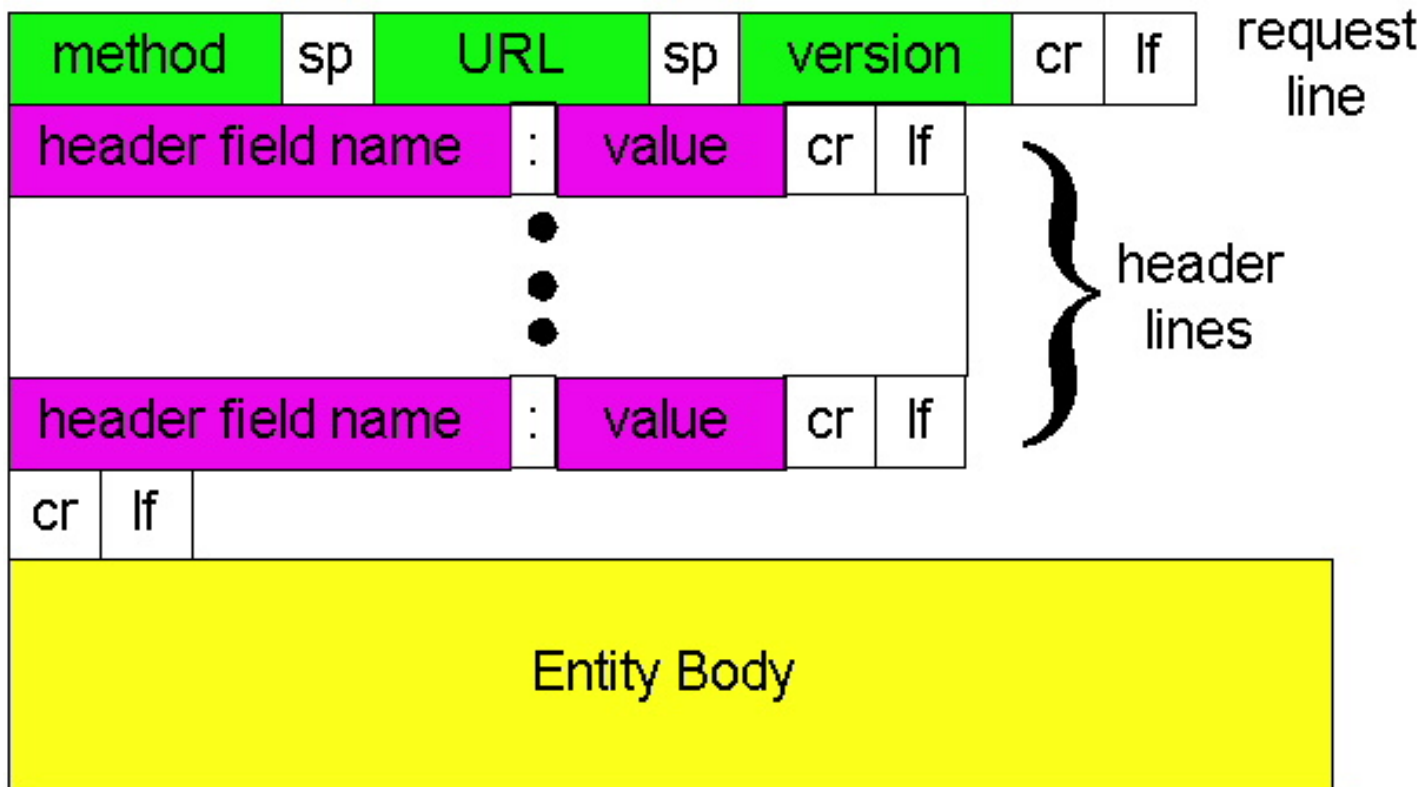 method sp URL sp version cr lf
request
line
header field name : value cr lf
header
lines
header field name : value cr lf
cr lf
Entity Body